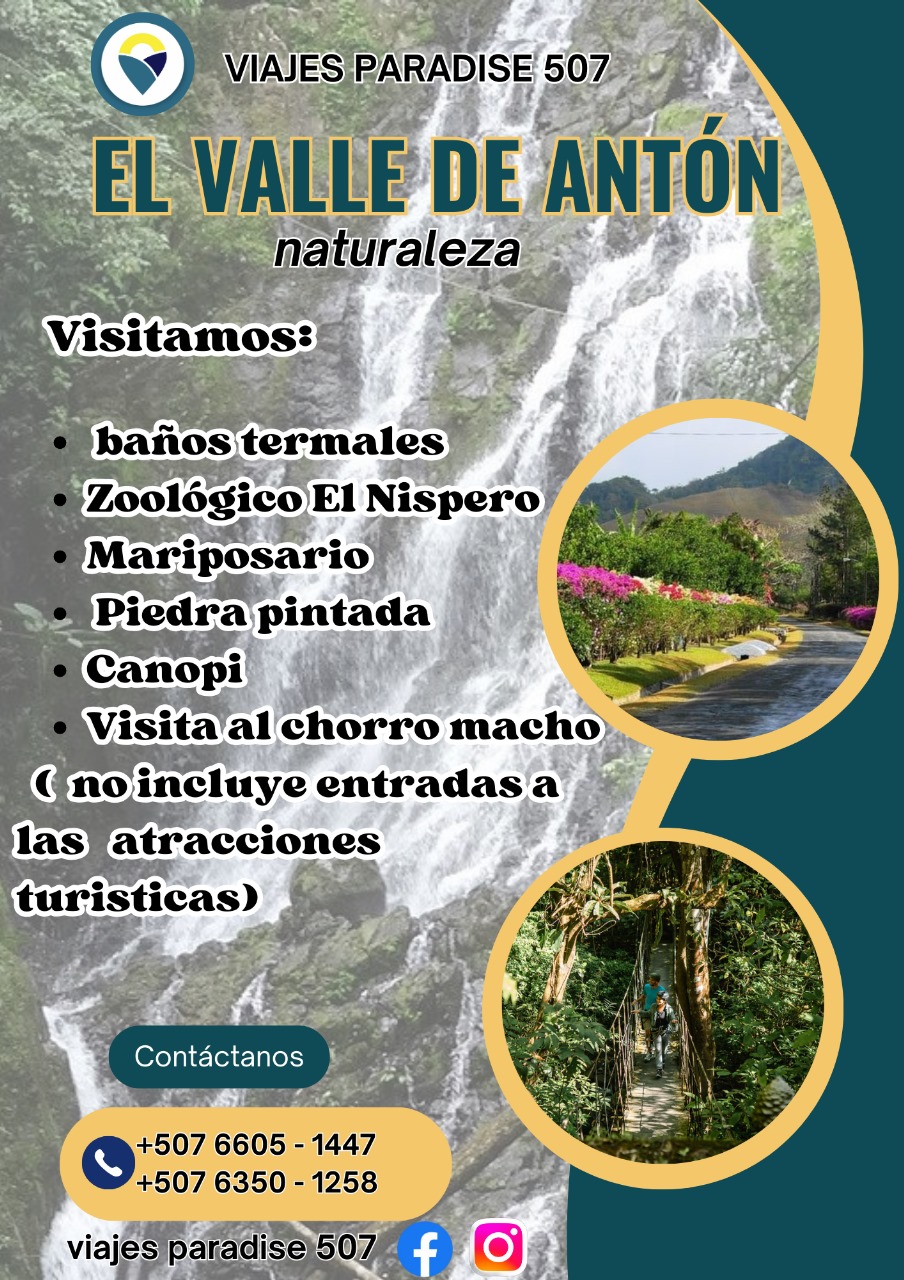 VIAJES PARADISE 507
EL VALLE DE ANTÓN
naturaleza
Visitamos:
• baños termales
• Zoológico El Nispero
• Mariposario
• Piedra pintada
• Canopi
• Visita al chorro macho
( no incluye entradas a
las atracciones
turisticas)
Contáctanos
+507 6605 - 1447
+507 6350 - 1258
viajes paradise 507